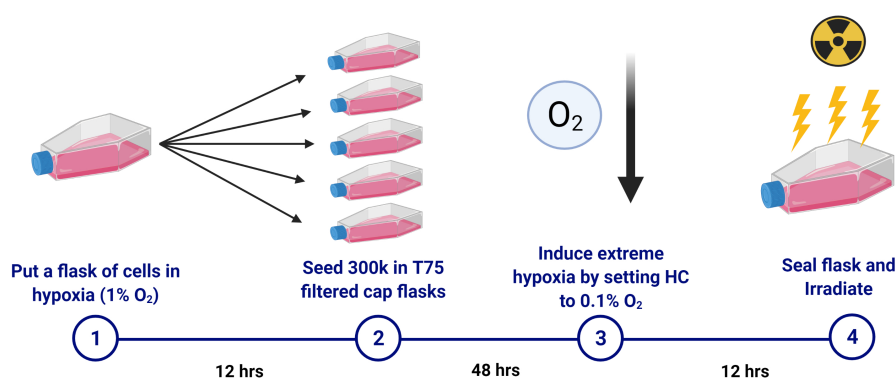 O₂
Put a flask of cells in
hypoxia (1% O₂)
Seed 300k in T75
filtered cap flasks
Induce extreme
hypoxia by setting HC
to 0.1% O₂
Seal flask and
Irradiate
1
2
3
4
12 hrs
48 hrs
12 hrs